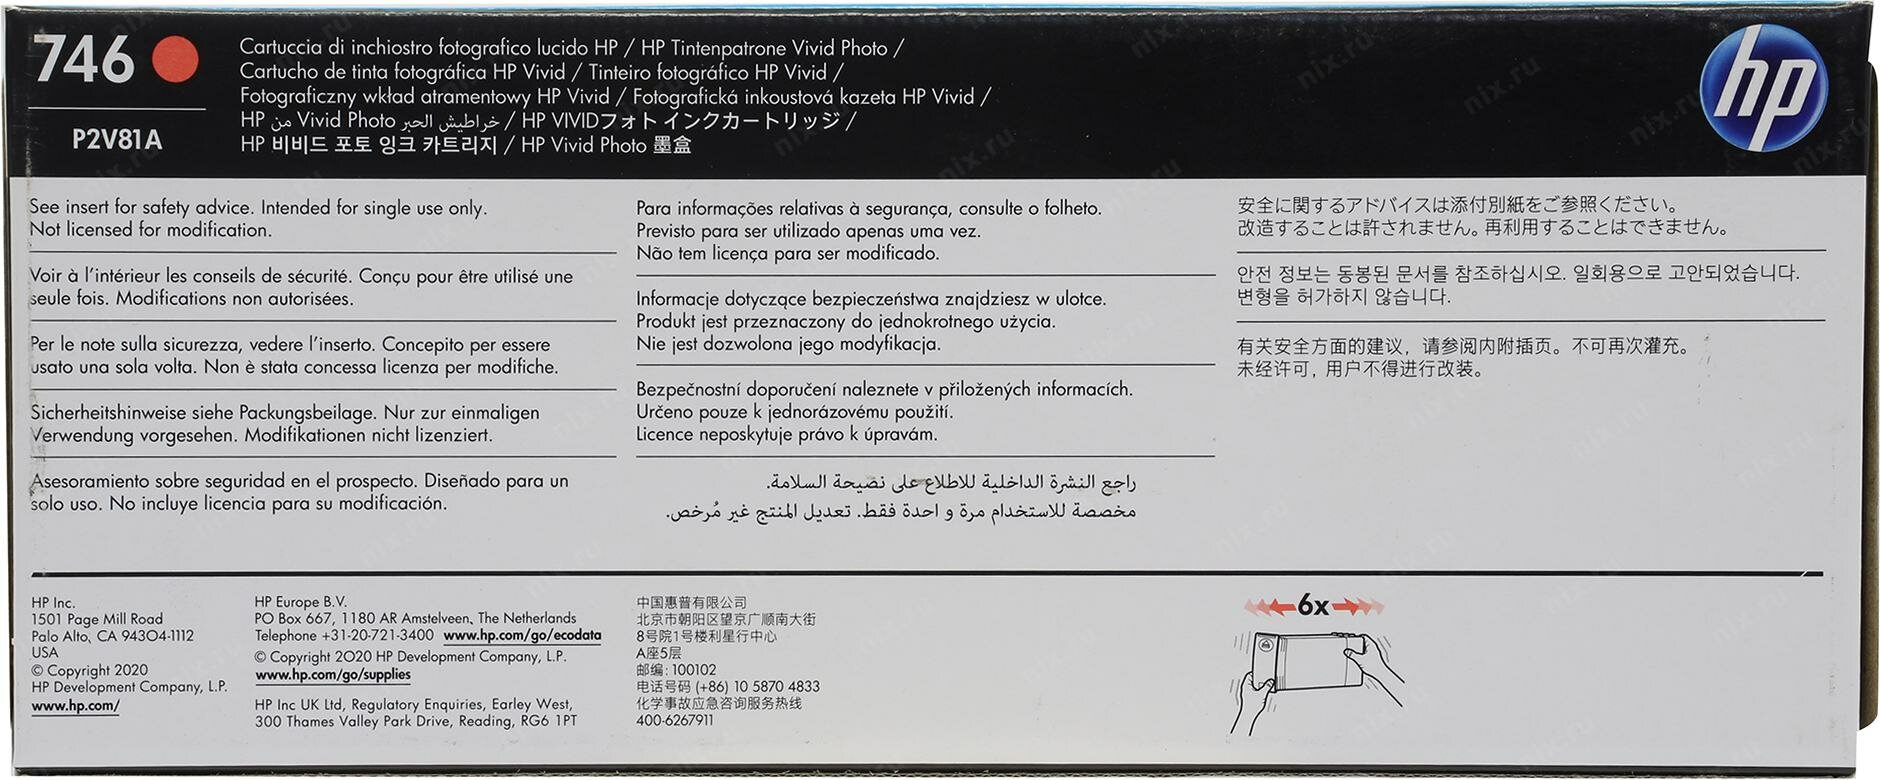 746
P2V81A
Cartuccia di inchiostro fotografico lucido HP / HP Tintenpatrone Vivid Photo /
Cartucho de tinta fotográfica HP Vivid / Tinteiro fotográfico HP Vivid /
Fotograficzny wkład atramentowy HP Vivid / Fotografická inkoustová kazeta HP Vivid /
خراطيش الحبر Vivid Photo من HP / HP VIVIDフォト インクカートリッジ /
HP 비비드 포토 잉크 카트리지 / HP Vivid Photo 墨盒
hp
See insert for safety advice. Intended for single use only.
Not licensed for modification.
Voir à l'intérieur les conseils de sécurité. Conçu pour être utilisé une
seule fois. Modifications non autorisées.
Per le note sulla sicurezza, vedere l'inserto. Concepito per essere
usato una sola volta. Non è stata concessa licenza per modifiche.
Sicherheitshinweise siehe Packungsbeilage. Nur zur einmaligen
Verwendung vorgesehen. Modifikationen nicht lizenziert.
Asesoramiento sobre seguridad en el prospecto. Diseñado para un
solo uso. No incluye licencia para su modificación.
Para informações relativas à segurança, consulte o folheto.
Previsto para ser utilizado apenas uma vez.
Não tem licença para ser modificado.
Informacje dotyczące bezpieczeństwa znajdziesz w ulotce.
Produkt jest przeznaczony do jednokrotnego użycia.
Nie jest dozwolona jego modyfikacja.
Bezpečnostní doporučení naleznete v přiložených informacích.
Určeno pouze k jednorázovému použití.
Licence neposkytuje právo k úpravám.
راجع النشرة الداخلية للاطلاع على نصيحة السلامة.
مخصصة للاستخدام مرة و احدة فقط. تعديل المنتج غير مُرخص.
安全に関するアドバイスは添付別紙をご参照ください。
改造することは許されません。再利用することはできません。
안전 정보는 동봉된 문서를 참조하십시오. 일회용으로 고안되었습니다.
변형을 허가하지 않습니다.
有关安全方面的建议，请参阅内附插页。不可再次灌充。
未经许可，用户不得进行改装。
HP Inc.
1501 Page Mill Road
Palo Alto, CA 94304-1112
USA
© Copyright 2020
HP Development Company, L.P.
www.hp.com/
HP Europe B.V.
PO Box 667, 1180 AR Amstelveen, The Netherlands
Telephone +31-20-721-3400 www.hp.com/go/ecodata
© Copyright 2020 HP Development Company, L.P.
www.hp.com/go/supplies
HP Inc UK Ltd, Regulatory Enquiries, Earley West,
300 Thames Valley Park Drive, Reading, RG6 1PT
中国惠普有限公司
北京市朝阳区望京广顺南大街
8号院1号楼利星行中心
A座5层
邮编: 100102
电话号码 (+86) 10 5870 4833
化学事故应急咨询服务热线
400-6267911
6x
nix.ru